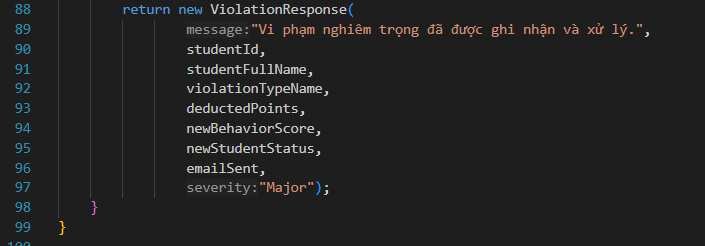 88 return new ViolationResponse(
89 message:"Vi phạm nghiêm trọng đã được ghi nhận và xử lý.",
90 studentId,
91 studentFullName,
92 violationTypeName,
93 deductedPoints,
94 newBehaviorScore,
95 newStudentStatus,
96 emailSent,
97 severity:"Major");
98 }
99 }
100